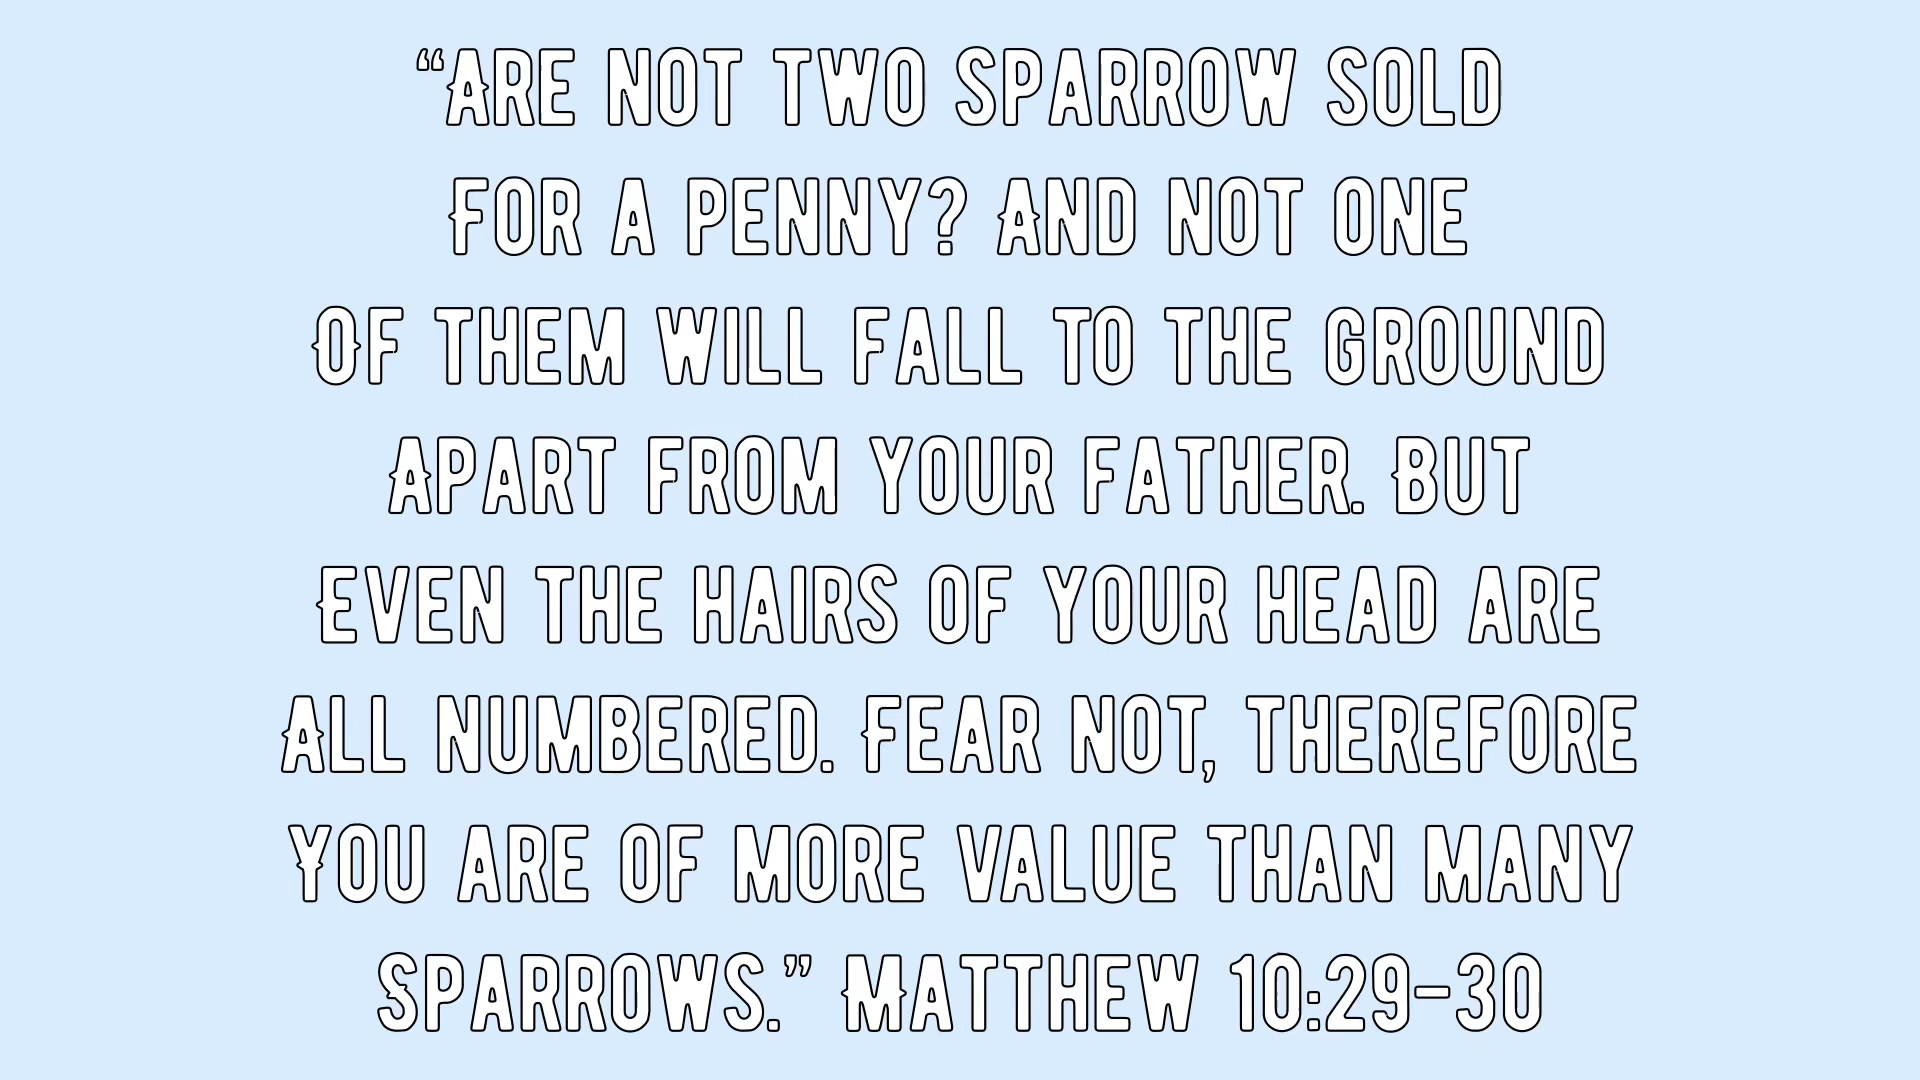 “Are not two sparrow sold
For a penny? And not one
Of them will fall to the ground
Apart from your Father. But
Even the hairs of your head are
All numbered. Fear not, therefore
You are of more value than many
Sparrows.” Matthew 10:29-30